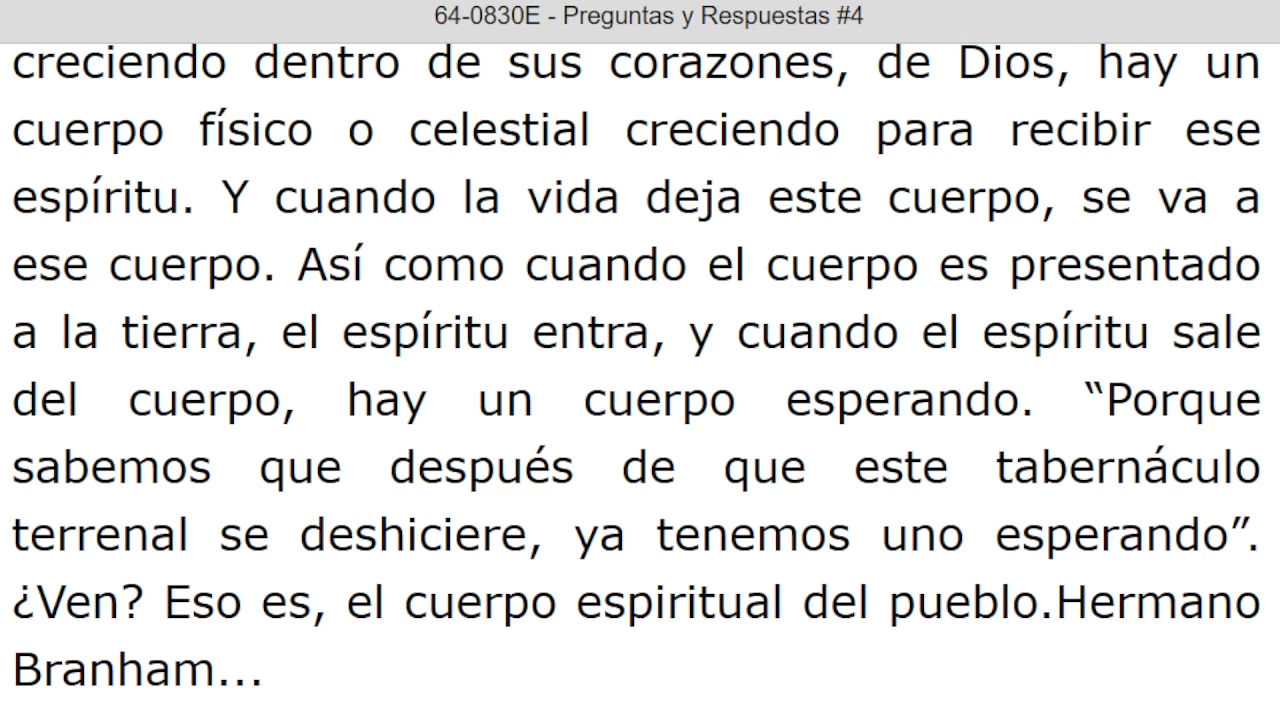 64-0830E - Preguntas y Respuestas #4
creciendo dentro de sus corazones, de Dios, hay un
cuerpo físico o celestial creciendo para recibir ese
espíritu. Y cuando la vida deja este cuerpo, se va a
ese cuerpo. Así como cuando el cuerpo es presentado
a la tierra, el espíritu entra, y cuando el espíritu sale
del cuerpo, hay un cuerpo esperando. “Porque
sabemos que después de que este tabernáculo
terrenal se deshiciere, ya tenemos uno esperando”.
¿Ven? Eso es, el cuerpo espiritual del pueblo.Hermano
Branham...